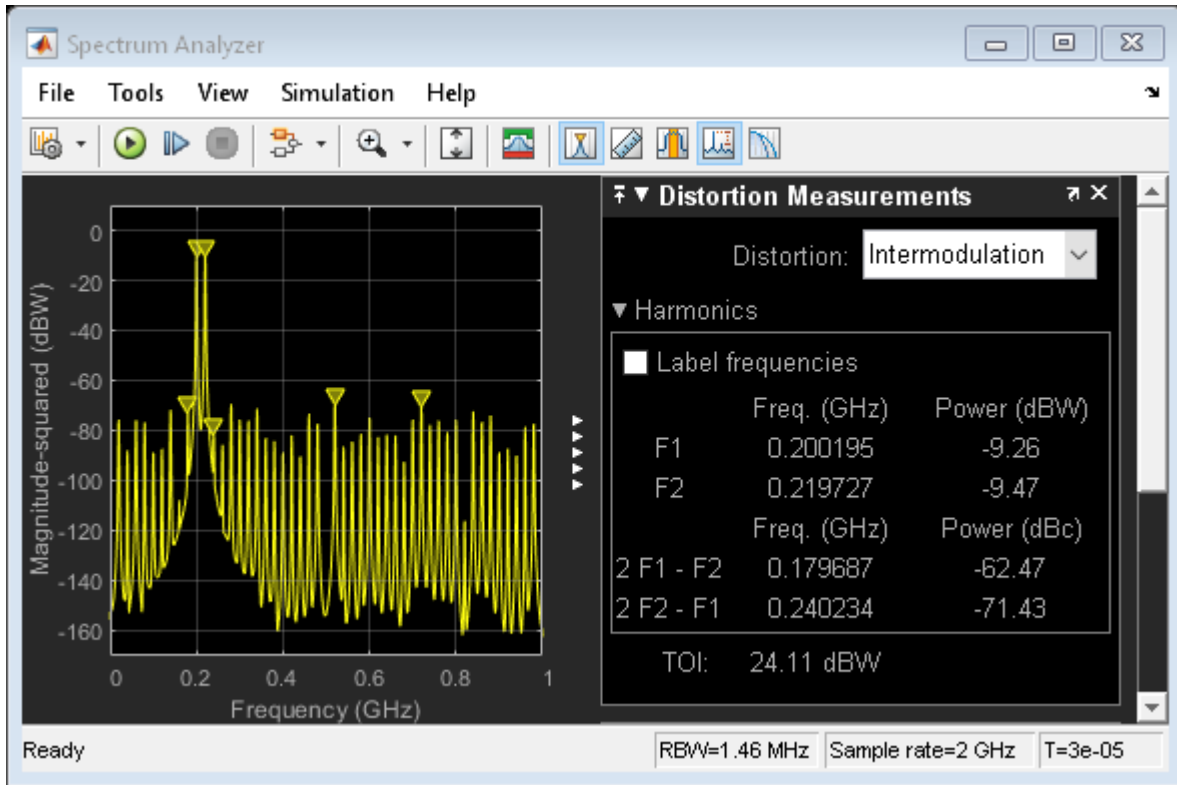 Spectrum Analyzer
File Tools View Simulation Help
Distortion Measurements
Distortion: Intermodulation
Harmonics
Label frequencies
Freq. (GHz) Power (dBW)
F1 0.200195 -9.26
F2 0.219727 -9.47
Freq. (GHz) Power (dBc)
2 F1 - F2 0.179687 -62.47
2 F2 - F1 0.240234 -71.43
TOI: 24.11 dBW
Magnitude-squared (dBW)
0
-20
-40
-60
-80
-100
-120
-140
-160
0 0.2 0.4 0.6 0.8 1
Frequency (GHz)
Ready RBW=1.46 MHz Sample rate=2 GHz T=3e-05